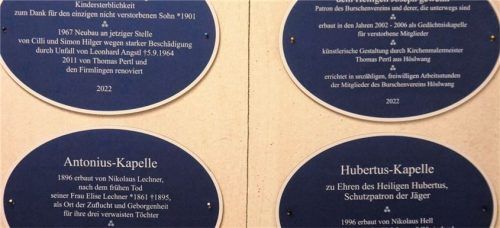 Kindersterblichkeit
zum Dank für den einzigen nicht verstorbenen Sohn *1901
1967 Neubau an jetziger Stelle
von Cilli und Simon Hilger wegen starker Beschädigung
durch Unfall von Leonhard Angstl †5.9.1964
2011 von Thomas Pertl und
den Firmlingen renoviert
2022
dem Heiligen Joseph geweiht
Patron des Burschenvereins und derer, die unterwegs sind
erbaut in den Jahren 2002 - 2006 als Gedächtniskapelle
für verstorbene Mitglieder
künstlerische Gestaltung durch Kirchenmalermeister
Thomas Pertl aus Höslwang
errichtet in unzähligen, freiwilligen Arbeitsstunden
der Mitglieder des Burschenvereins Höslwang
2022
Antonius-Kapelle
1896 erbaut von Nikolaus Lechner,
nach dem frühen Tod
seiner Frau Elise Lechner *1861 †1895,
als Ort der Zuflucht und Geborgenheit
für ihre drei verwaisten Töchter
Hubertus-Kapelle
zu Ehren des Heiligen Hubertus,
Schutzpatron der Jäger
1996 erbaut von Nikolaus Hell